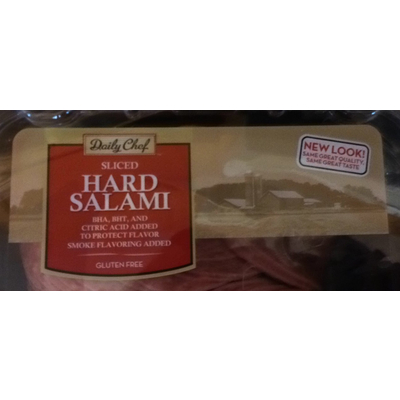 Daily Chef
SLICED
HARD
SALAMI
BHA, BHT, AND
CITRIC ACID ADDED
TO PROTECT FLAVOR
SMOKE FLAVORING ADDED
GLUTEN FREE
NEW LOOK!
SAME GREAT QUALITY,
SAME GREAT TASTE